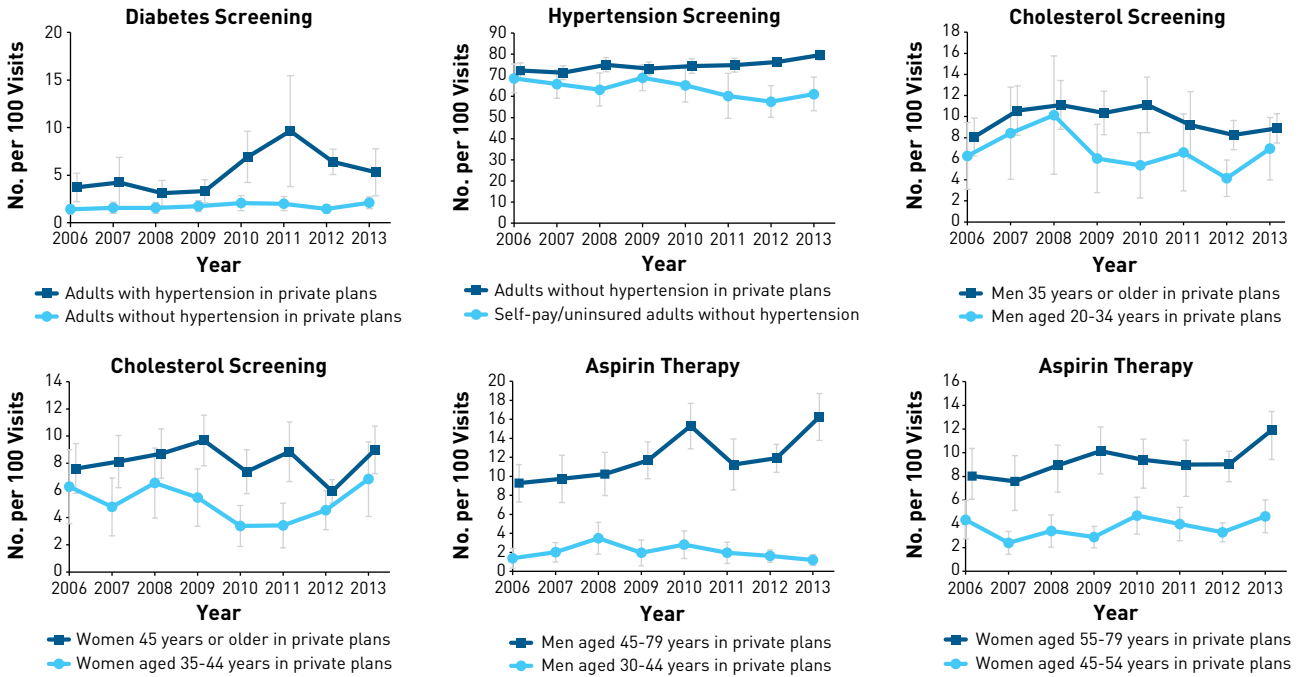 Diabetes Screening
No. per 100 Visits
20
15
10
5
0
2006 2007 2008 2009 2010 2011 2012 2013
Year
Adults with hypertension in private plans
Adults without hypertension in private plans
Hypertension Screening
No. per 100 Visits
90
80
70
60
50
40
30
20
10
0
2006 2007 2008 2009 2010 2011 2012 2013
Year
Adults without hypertension in private plans
Self-pay/uninsured adults without hypertension
Cholesterol Screening
No. per 100 Visits
18
16
14
12
10
8
6
4
2
0
2006 2007 2008 2009 2010 2011 2012 2013
Year
Men 35 years or older in private plans
Men aged 20-34 years in private plans
Cholesterol Screening
No. per 100 Visits
14
12
10
8
6
4
2
0
2006 2007 2008 2009 2010 2011 2012 2013
Year
Women 45 years or older in private plans
Women aged 35-44 years in private plans
Aspirin Therapy
No. per 100 Visits
20
18
16
14
12
10
8
6
4
2
0
2006 2007 2008 2009 2010 2011 2012 2013
Year
Men aged 45-79 years in private plans
Men aged 30-44 years in private plans
Aspirin Therapy
No. per 100 Visits
16
14
12
10
8
6
4
2
0
2006 2007 2008 2009 2010 2011 2012 2013
Year
Women aged 55-79 years in private plans
Women aged 45-54 years in private plans